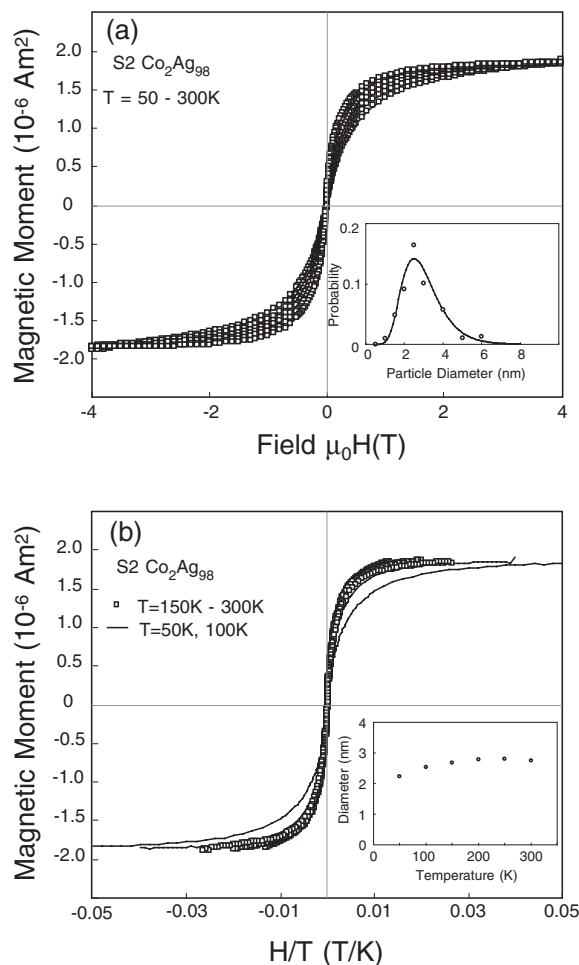 (a)
S2 Co2Ag98
T = 50 - 300K
Magnetic Moment (10-6 Am2)
2.0
1.5
1.0
0.5
0
-0.5
-1.0
-1.5
-2.0
-4
-2
0
2
4
Field μ0H(T)
Probability
0.2
0.1
0
0 2 4 6 8
Particle Diameter (nm)
(b)
S2 Co2Ag98
T=150K - 300K
T=50K, 100K
Magnetic Moment (10-6 Am2)
2.0
1.5
1.0
0.5
0
-0.5
-1.0
-1.5
-2.0
-0.05
-0.03
-0.01
0.01
0.03
0.05
H/T (T/K)
Diameter (nm)
4
3
2
1
0
0 100 200 300
Temperature (K)